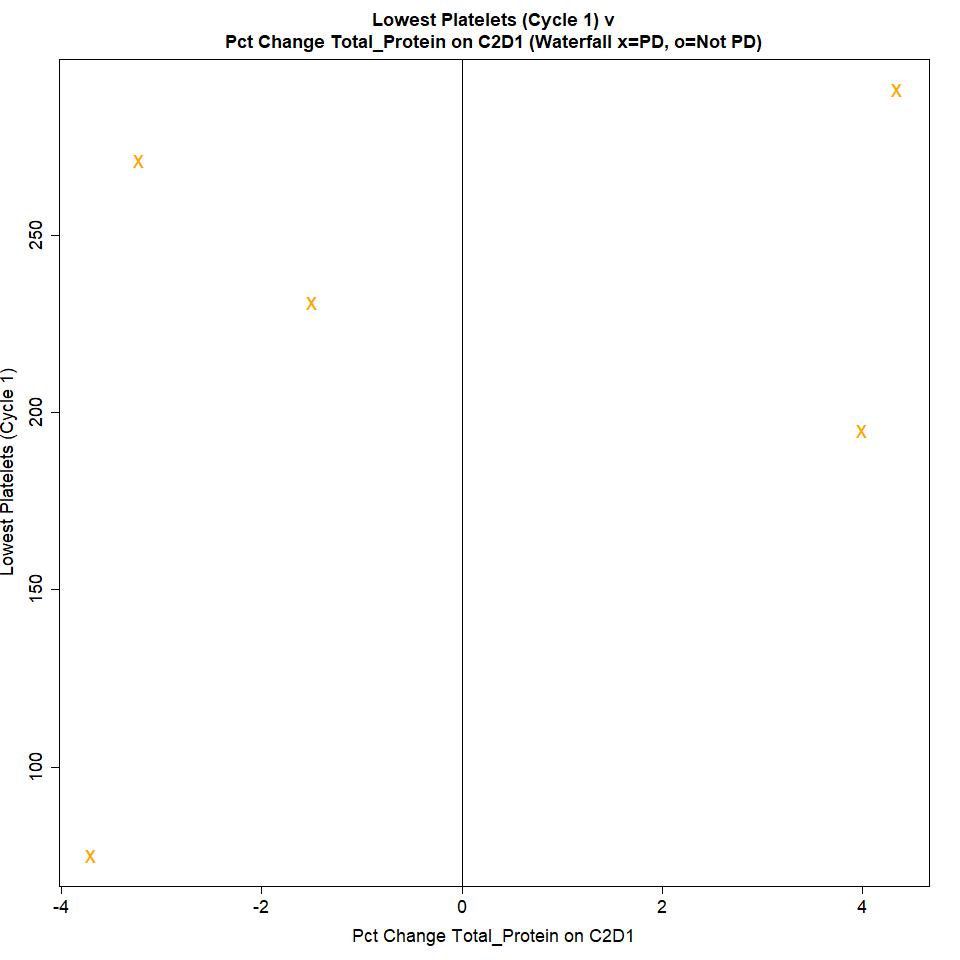 Lowest Platelets (Cycle 1) v
Pct Change Total_Protein on C2D1 (Waterfall x=PD, o=Not PD)
X
X
250
X
Lowest Platelets (Cycle 1)
200
X
150
100
X
-4 -2 0 2 4
Pct Change Total_Protein on C2D1